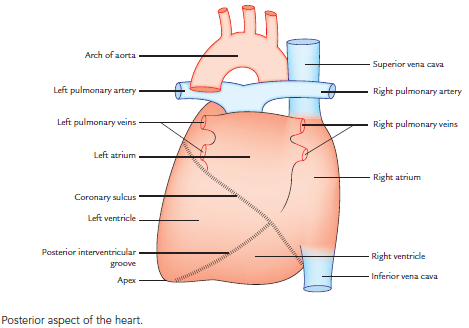 Arch of aorta
Left pulmonary artery
Left pulmonary veins
Left atrium
Coronary sulcus
Left ventricle
Posterior interventricular
groove
Apex
Superior vena cava
Right pulmonary artery
Right pulmonary veins
Right atrium
Right ventricle
Inferior vena cava
Posterior aspect of the heart.